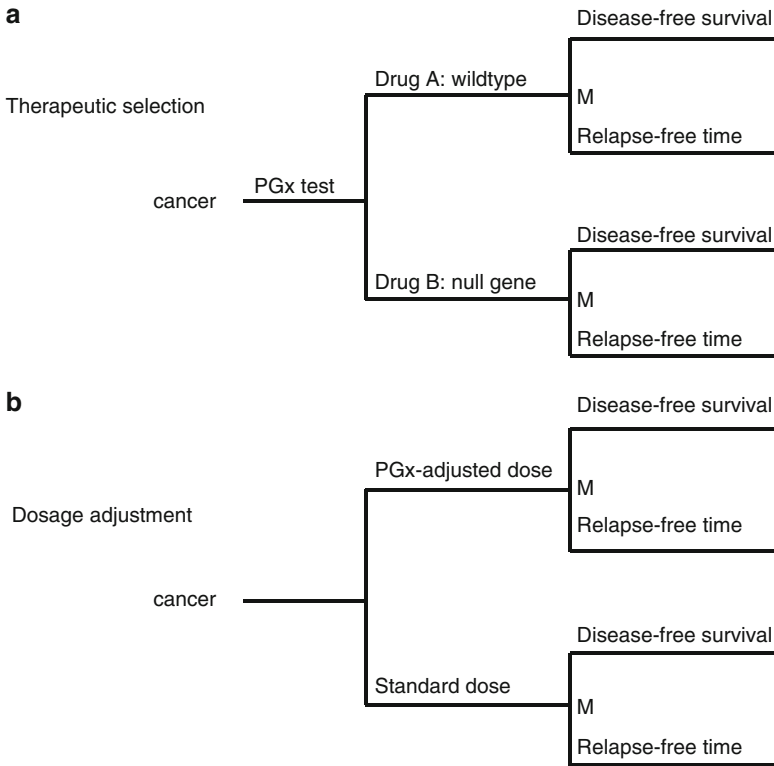 a
Disease-free survival
Drug A: wildtype
M
Therapeutic selection
Relapse-free time
PGx test
cancer
Disease-free survival
Drug B: null gene
M
Relapse-free time
b
Disease-free survival
PGx-adjusted dose
M
Dosage adjustment
Relapse-free time
cancer
Disease-free survival
Standard dose
M
Relapse-free time